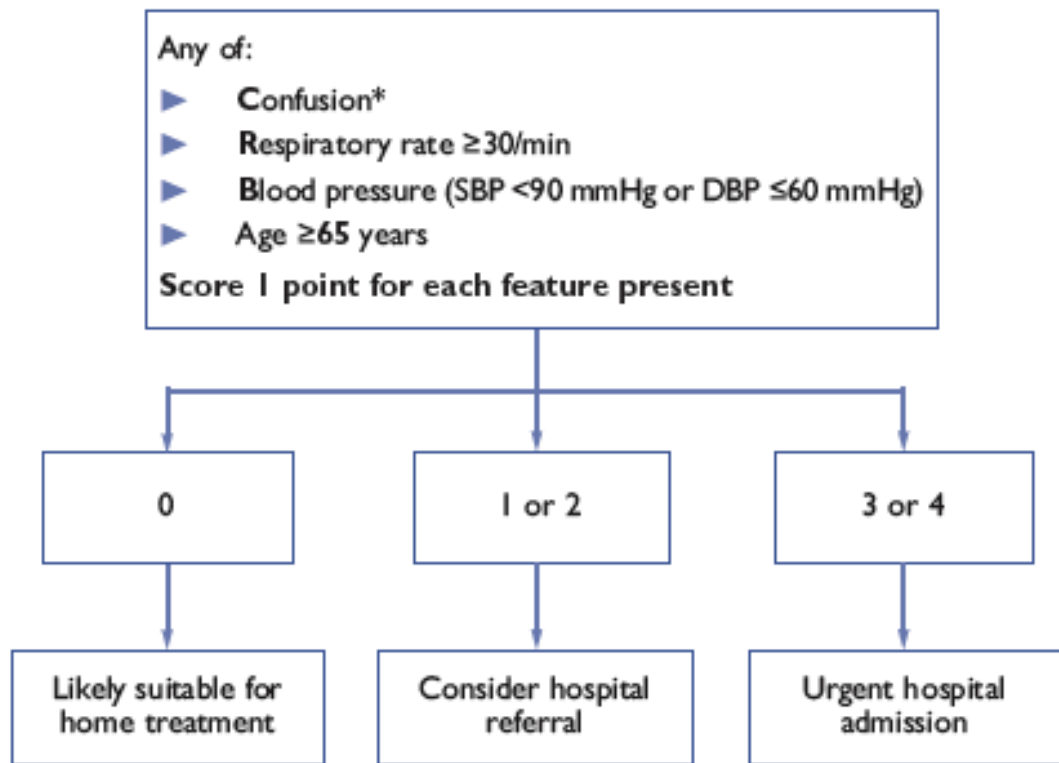 Any of:
Confusion*
Respiratory rate ≥30/min
Blood pressure (SBP <90 mmHg or DBP ≤60 mmHg)
Age ≥65 years
Score 1 point for each feature present
0
1 or 2
3 or 4
Likely suitable for
home treatment
Consider hospital
referral
Urgent hospital
admission